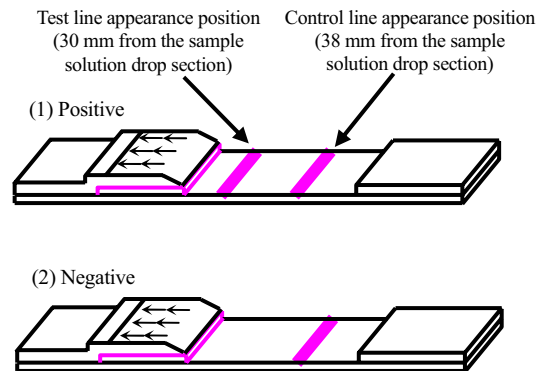 Test line appearance position
(30 mm from the sample
solution drop section)
Control line appearance position
(38 mm from the sample
solution drop section)
(1) Positive
(2) Negative